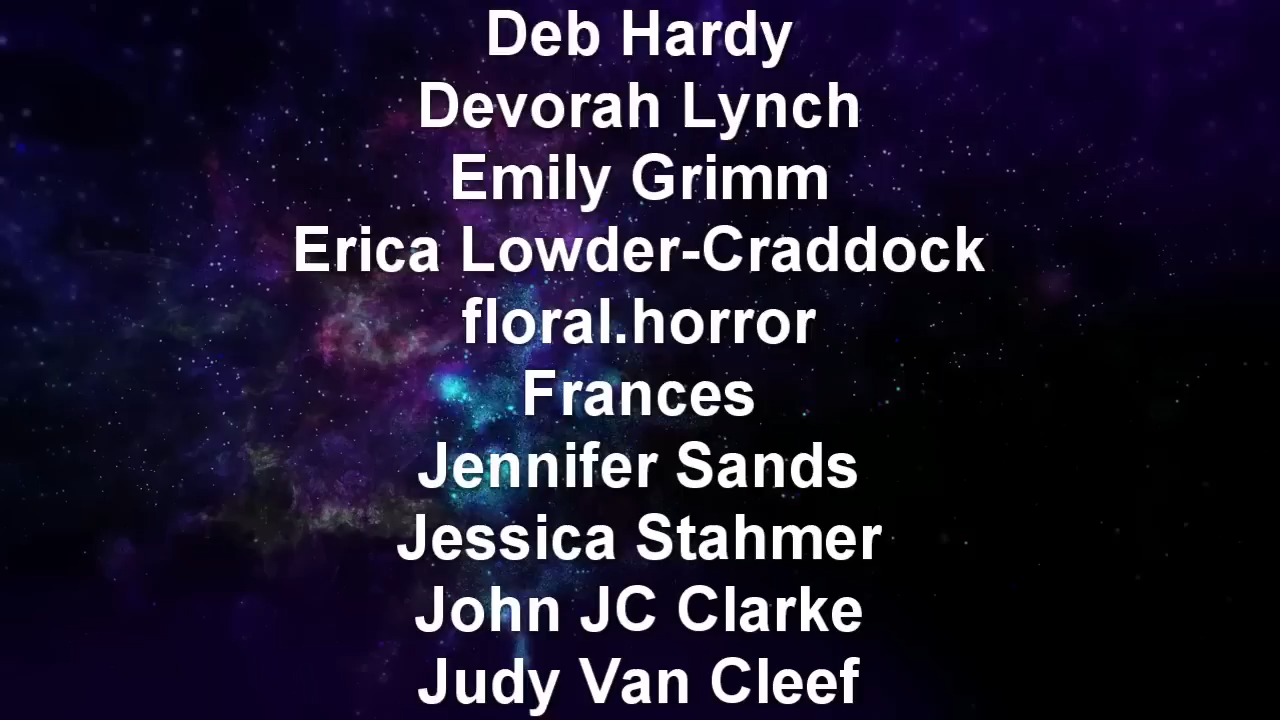 Deb Hardy
Devorah Lynch
Emily Grimm
Erica Lowder-Craddock
floral.horror
Frances
Jennifer Sands
Jessica Stahmer
John JC Clarke
Judy Van Cleef